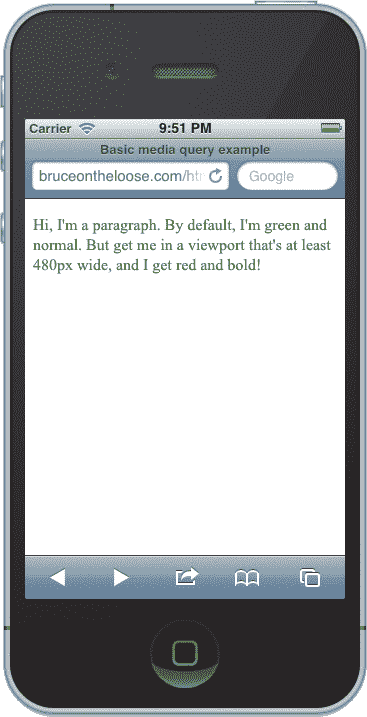 Carrier 9:51 PM
Basic media query example
bruceontheloose.com/htm Google
Hi, I'm a paragraph. By default, I'm green and
normal. But get me in a viewport that's at least
480px wide, and I get red and bold!